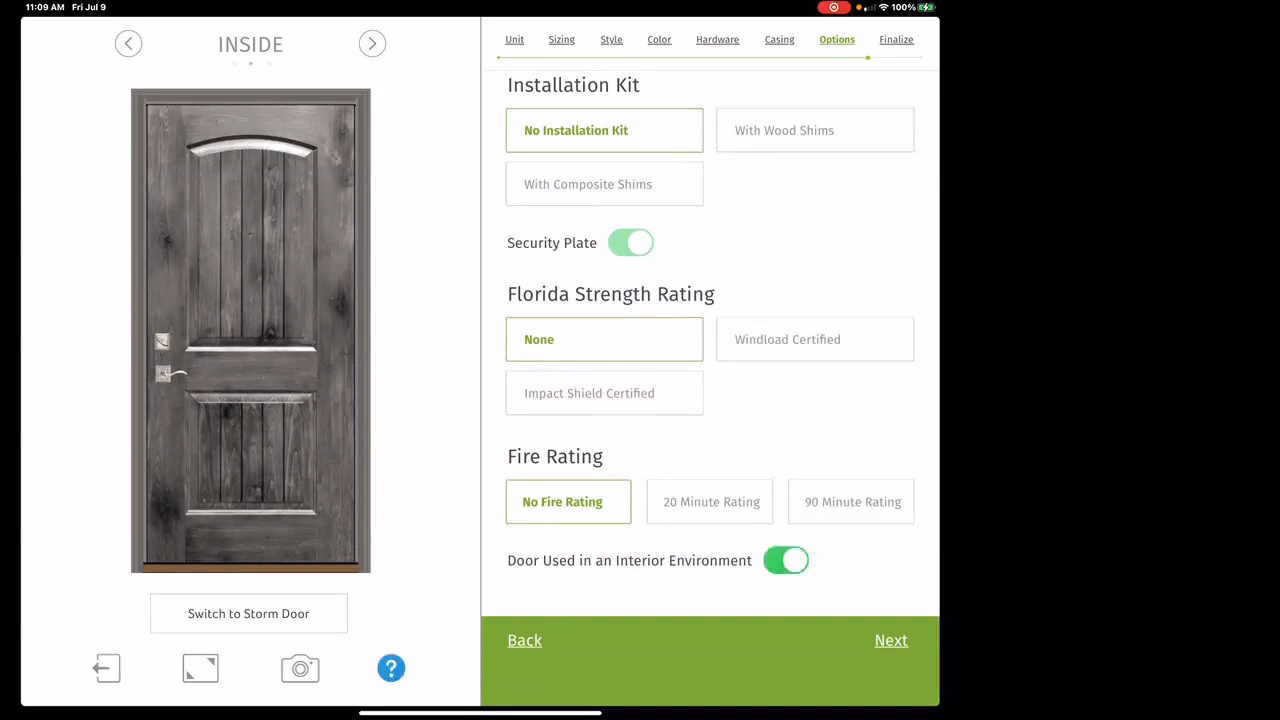 11:09 AM Fri Jul 9
100%
INSIDE
Unit Sizing Style Color Hardware Casing Options Finalize
Installation Kit
No Installation Kit
With Wood Shims
With Composite Shims
Security Plate
Florida Strength Rating
None
Windload Certified
Impact Shield Certified
Fire Rating
No Fire Rating
20 Minute Rating
90 Minute Rating
Door Used in an Interior Environment
Switch to Storm Door
?
Back
Next